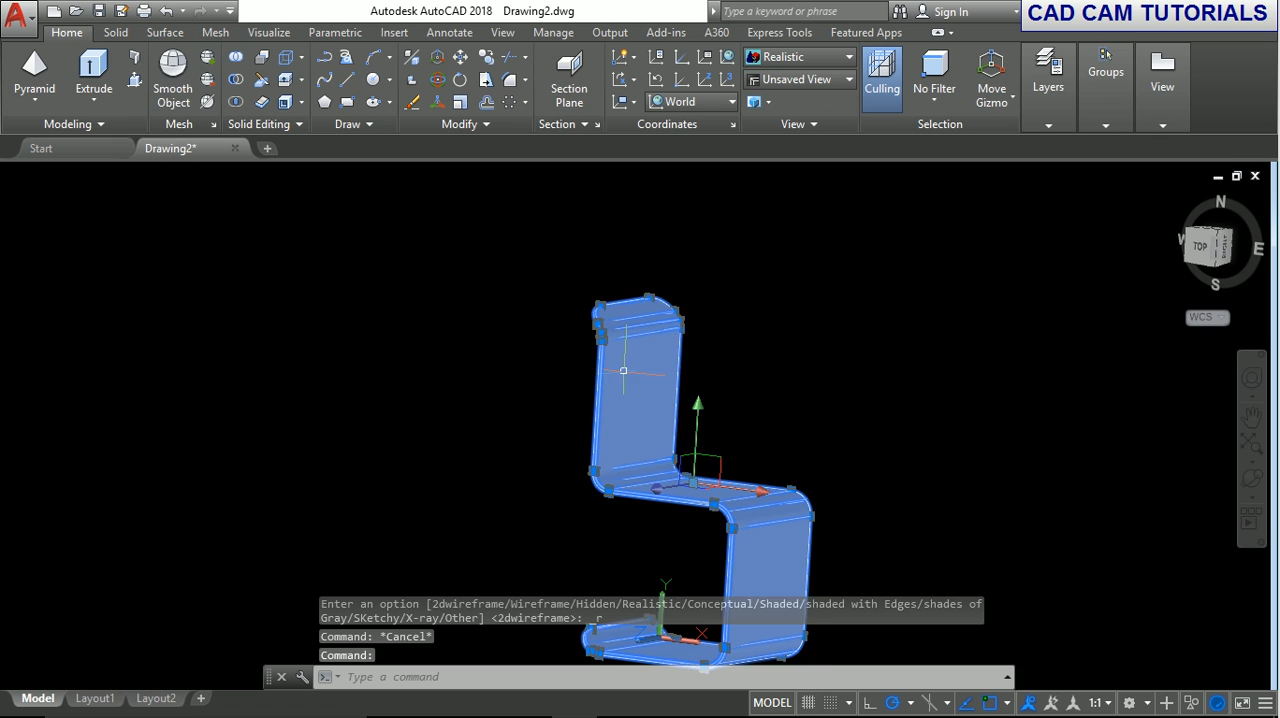 Autodesk AutoCAD 2018 Drawing2.dwg
Type a keyword or phrase
Sign In
CAD CAM TUTORIALS
Home Solid Surface Mesh Visualize Parametric Insert Annotate View Manage Output Add-ins A360 Express Tools Featured Apps
Pyramid
Extrude
Smooth
Object
Section
Plane
World
Realistic
Unsaved View
Culling
No Filter
Move
Gizmo
Layers
Groups
View
Modeling
Mesh
Solid Editing
Draw
Modify
Section
Coordinates
View
Selection
Start
Drawing2*
N
W
TOP
E
S
WCS
Y
Z
X
Enter an option [2dwireframe/Wireframe/Hidden/Realistic/Conceptual/Shaded/shaded with Edges/shades of
Gray/SKetchy/X-ray/Other] <2dwireframe>: _r
Command: *Cancel*
Command:
Type a command
Model Layout1 Layout2
MODEL
1:1